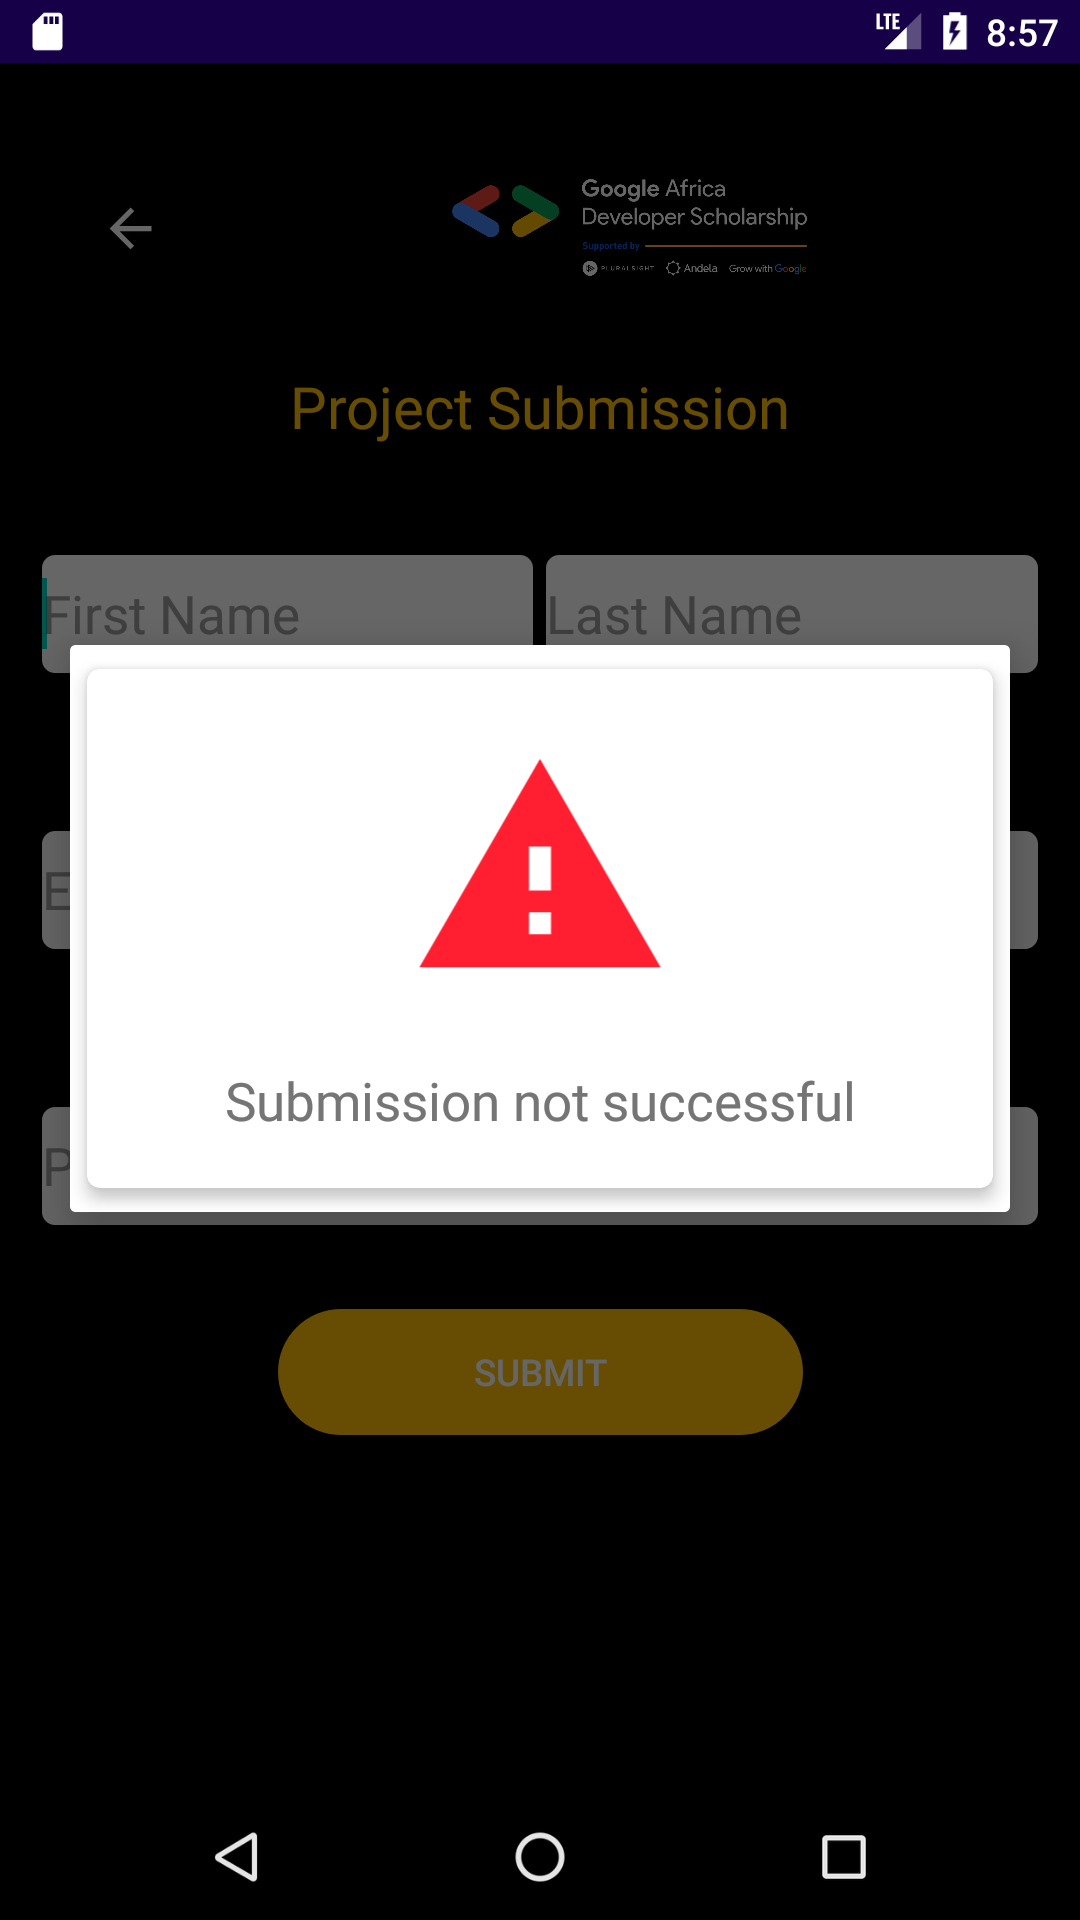 LTE 8:57
Google Africa
Developer Scholarship
Supported by
PLURALSIGHT Andela Grow with Google
Project Submission
First Name Last Name
E
P
Submission not successful
SUBMIT